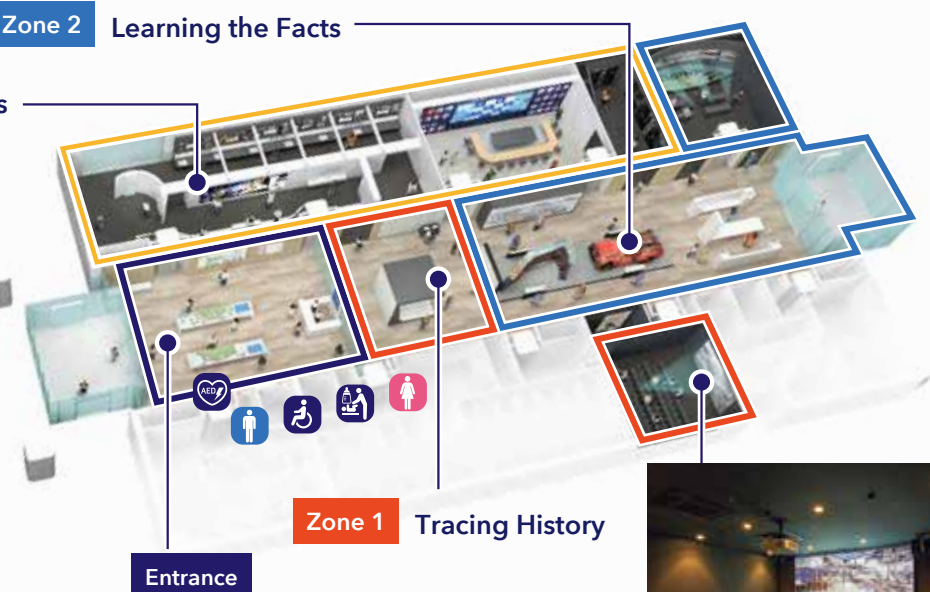 Zone 2 Learning the Facts
s
AED
Zone 1 Tracing History
Entrance